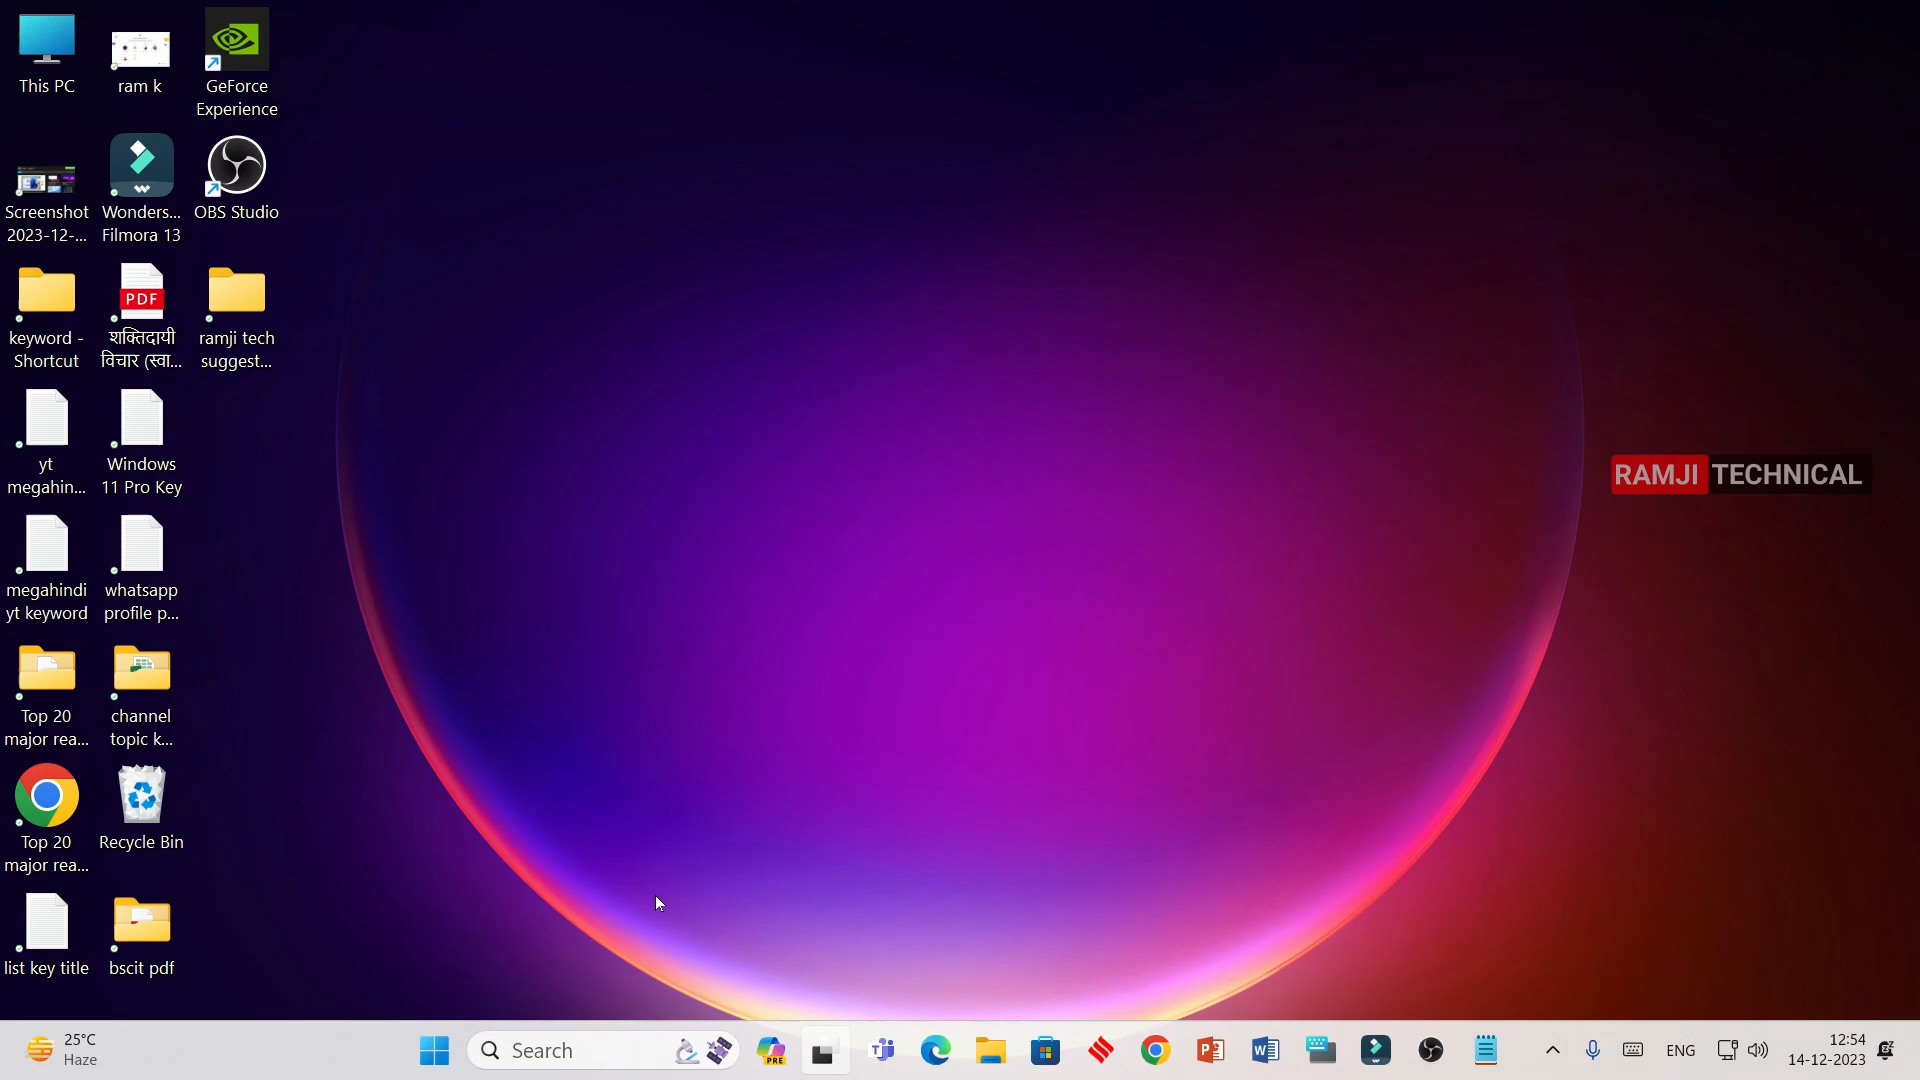 This PC
ram k
GeForce
Experience
Screenshot
2023-12-...
Wonders...
Filmora 13
OBS Studio
keyword -
Shortcut
PDF
शक्तिदायी
विचार (स्वा...
ramji tech
suggest...
yt
megahin...
Windows
11 Pro Key
megahindi
yt keyword
whatsapp
profile p...
Top 20
major rea...
channel
topic k...
Top 20
major rea...
Recycle Bin
list key title
bscit pdf
RAMJI TECHNICAL
25°C
Haze
Search
PRE
ENG
12:54
14-12-2023